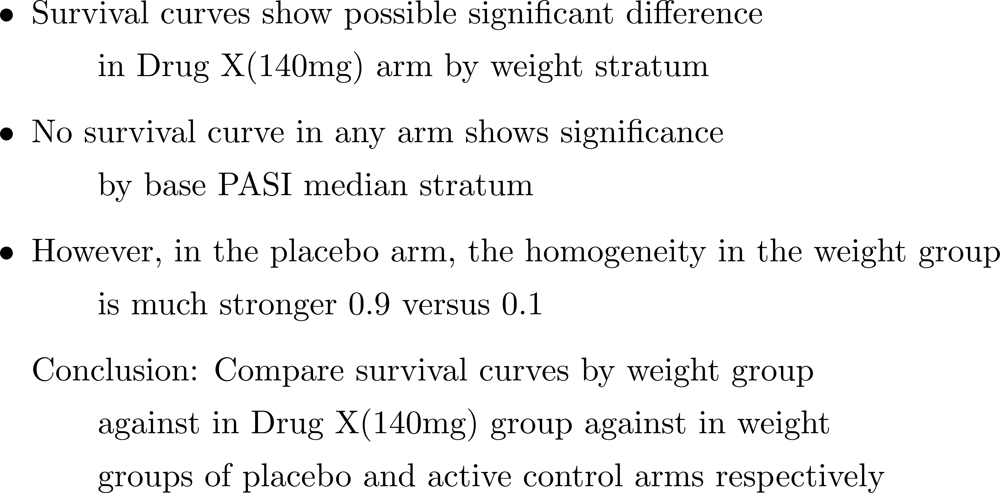 • Survival curves show possible significant difference
in Drug X(140mg) arm by weight stratum
• No survival curve in any arm shows significance
by base PASI median stratum
• However, in the placebo arm, the homogeneity in the weight group
is much stronger 0.9 versus 0.1
Conclusion: Compare survival curves by weight group
against in Drug X(140mg) group against in weight
groups of placebo and active control arms respectively